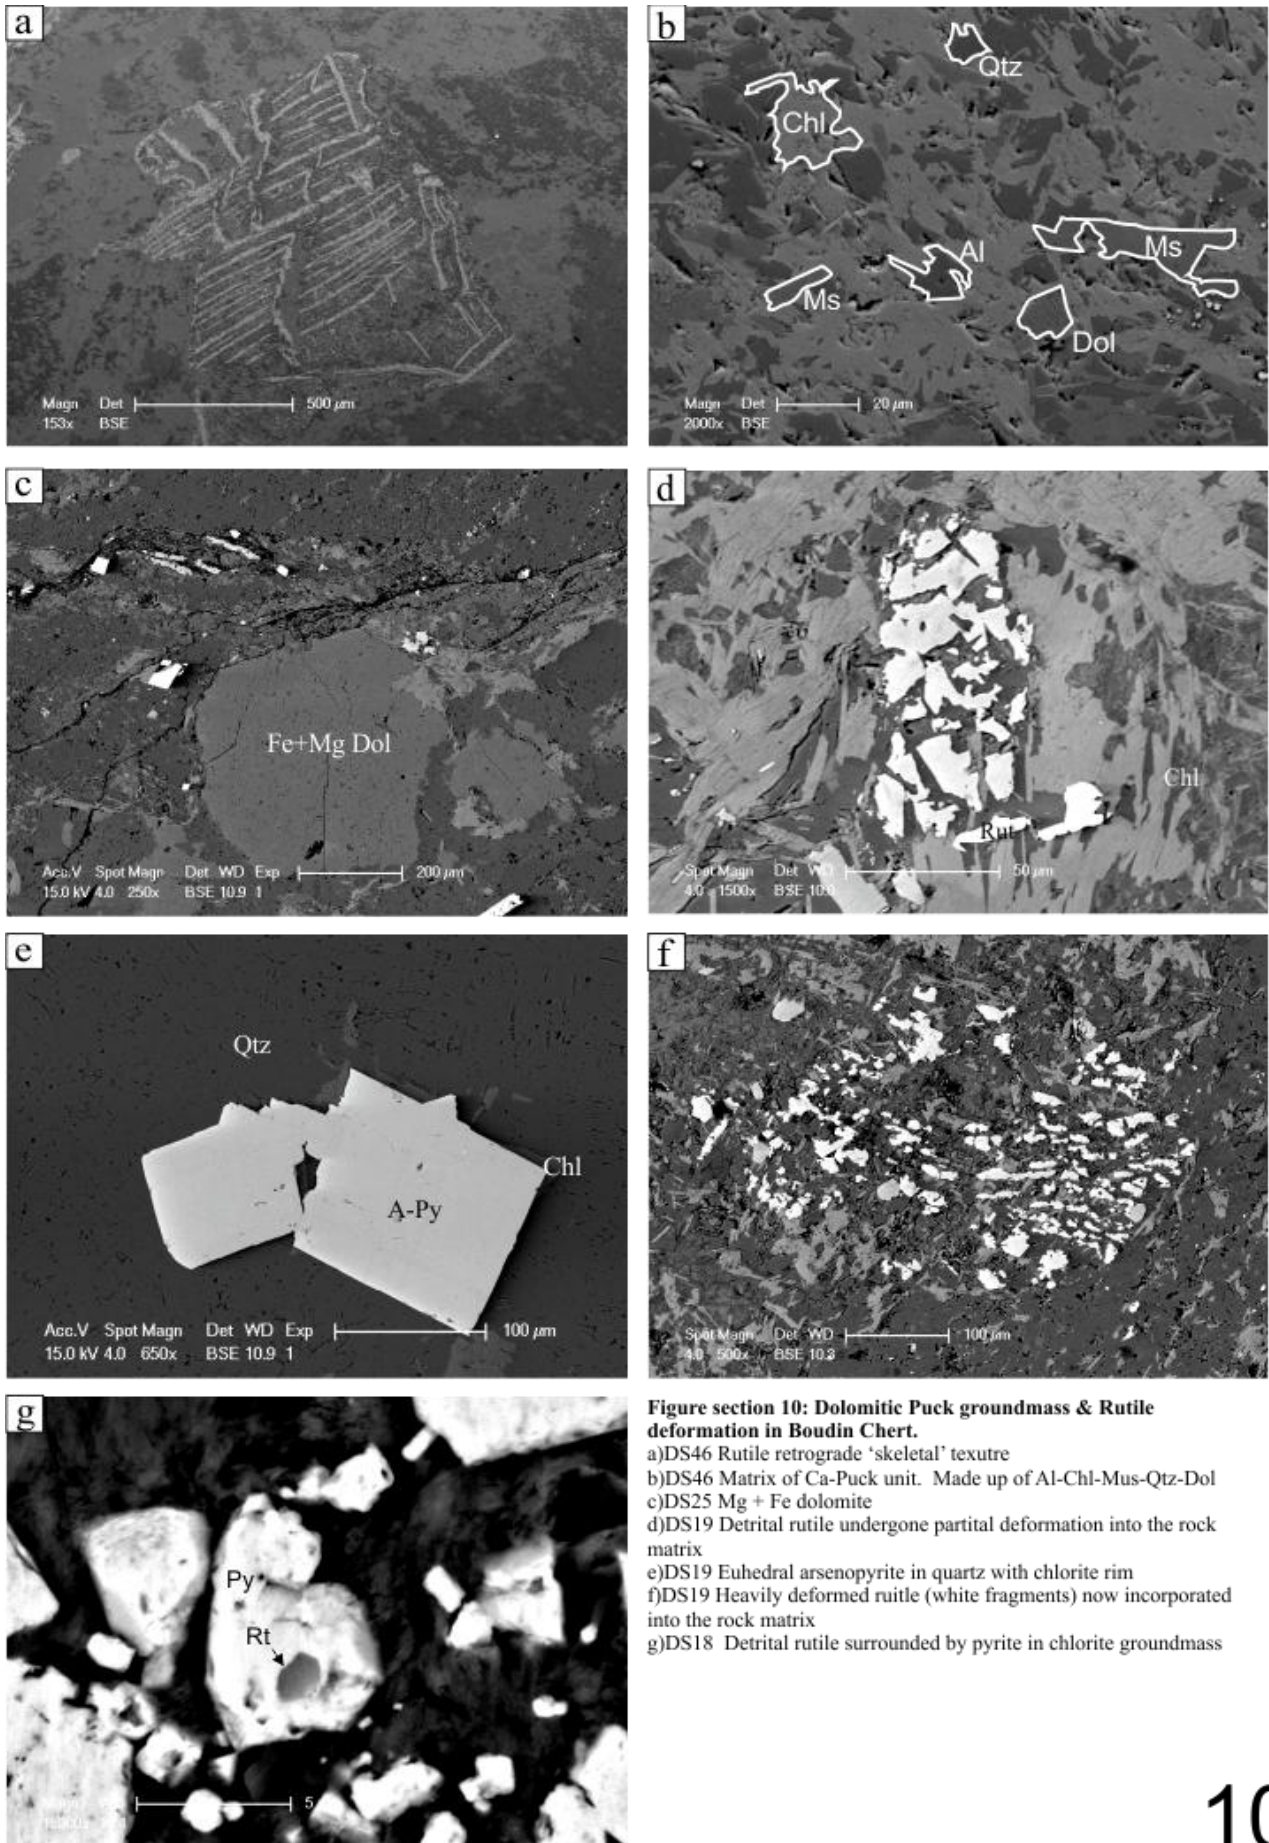 a
Magn Det 500 µm
153x BSE
b
Qtz
Chl
Al
Ms
Ms
Dol
Magn Det 20 µm
2000x BSE
c
Fe+Mg Dol
Acc.V Spot Magn Det WD Exp 200 µm
15.0 kV 4.0 250x BSE 10.9 1
d
Chl
Rut
Spot Magn Det WD 50 µm
4.0 1500x BSE
e
Qtz
Chl
A-Py
Acc.V Spot Magn Det WD Exp 100 µm
15.0 kV 4.0 650x BSE 10.9 1
f
Spot Magn Det WD 100 µm
4.0 500x BSE 10.3
g
Py
Rt
5
Figure section 10: Dolomitic Puck groundmass & Rutile
deformation in Boudin Chert.
a)DS46 Rutile retrograde ‘skeletal’ texutre
b)DS46 Matrix of Ca-Puck unit. Made up of Al-Chl-Mus-Qtz-Dol
c)DS25 Mg + Fe dolomite
d)DS19 Detrital rutile undergone partital deformation into the rock
matrix
e)DS19 Euhedral arsenopyrite in quartz with chlorite rim
f)DS19 Heavily deformed ruitle (white fragments) now incorporated
into the rock matrix
g)DS18 Detrital rutile surrounded by pyrite in chlorite groundmass
10